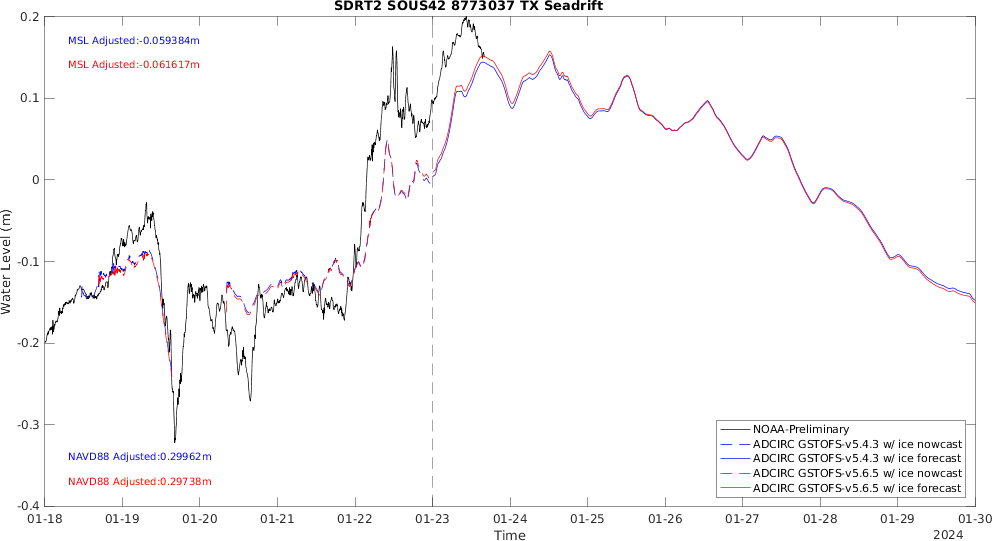 SDRT2 SOUS42 8773037 TX Seadrift
MSL Adjusted:-0.059384m
MSL Adjusted:-0.061617m
0.2
0.1
0
-0.1
-0.2
-0.3
-0.4
Water Level (m)
NAVD88 Adjusted:0.29962m
NAVD88 Adjusted:0.29738m
NOAA-Preliminary
ADCIRC GSTOFS-v5.4.3 w/ ice nowcast
ADCIRC GSTOFS-v5.4.3 w/ ice forecast
ADCIRC GSTOFS-v5.6.5 w/ ice nowcast
ADCIRC GSTOFS-v5.6.5 w/ ice forecast
01-18 01-19 01-20 01-21 01-22 01-23 01-24 01-25 01-26 01-27 01-28 01-29 01-30
Time
2024